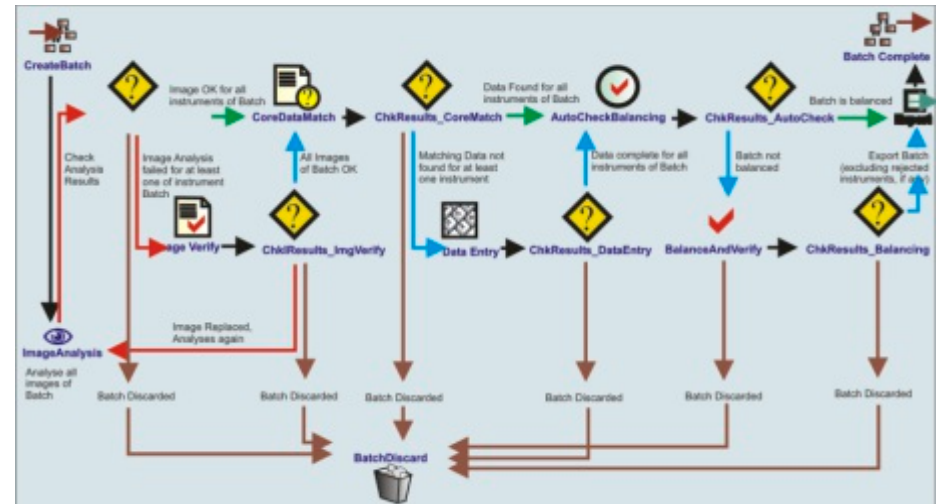 CreateBatch
Batch Complete
Image OK for all
instruments of Batch
CoreDataMatch
ChkResults_CoreMatch
Data Found for all
instruments of Batch
AutoCheckBalancing
ChkResults_AutoCheck
Batch is balanced
Check
Analysis
Results
Image Analysis
failed for at least
one of instrument
Batch
All Images
of Batch OK
Matching Data not
found for at least
one instrument
Data complete for all
instruments of Batch
Batch not
balanced
Export Batch
(excluding rejected
instruments, if any)
age Verify
ChklResults_ImgVerify
Data Entry
ChkResults_DataEntry
BalanceAndVerify
ChkResults_Balancing
Image Replaced,
Analyses again
ImageAnalysis
Analyse all
images of
Batch
Batch Discarded
Batch Discarded
Batch Discarded
Batch Discarded
Batch Discarded
Batch Discarded
BatchDiscard